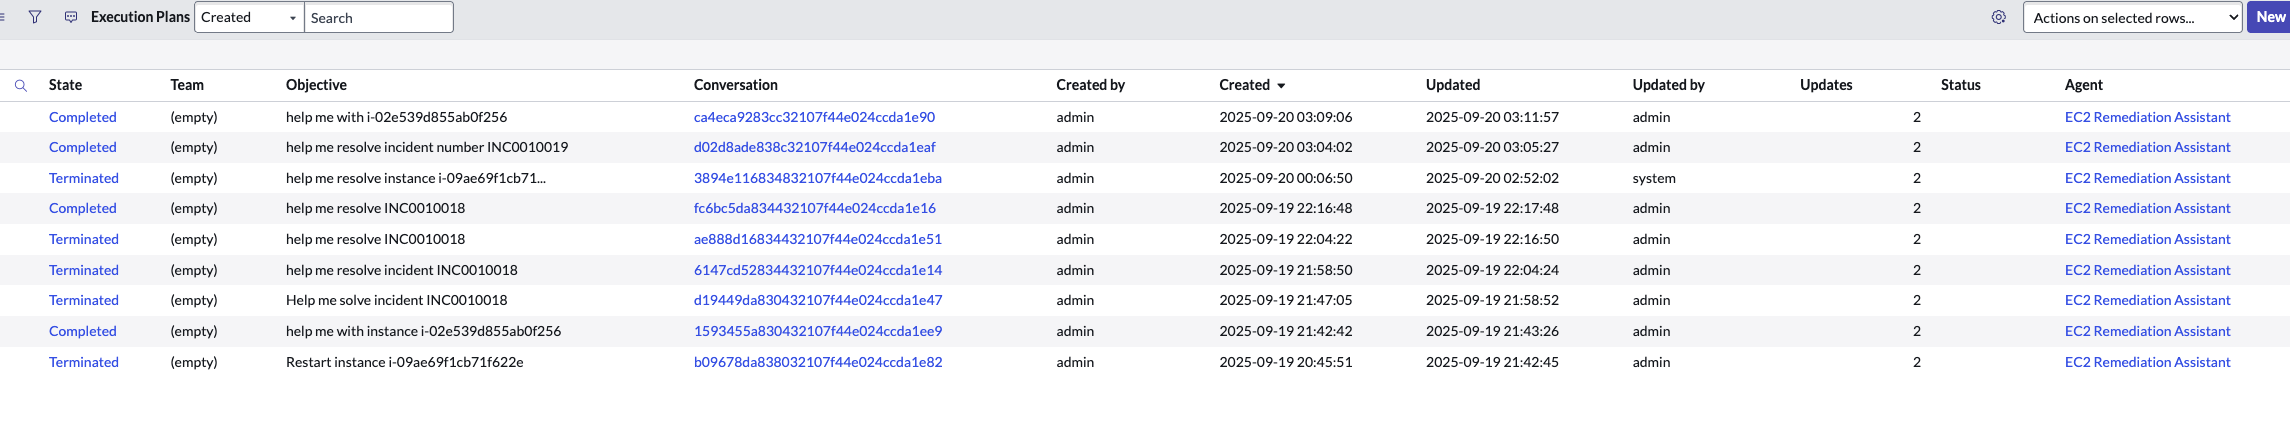 Execution Plans Created Search Actions on selected rows... New
State Team Objective Conversation Created by Created Updated Updated by Updates Status Agent
Completed (empty) help me with i-02e539d855ab0f256 ca4eca9283cc32107f44e024ccda1e90 admin 2025-09-20 03:09:06 2025-09-20 03:11:57 admin 2 EC2 Remediation Assistant
Completed (empty) help me resolve incident number INC0010019 d02d8ade838c32107f44e024ccda1eaf admin 2025-09-20 03:04:02 2025-09-20 03:05:27 admin 2 EC2 Remediation Assistant
Terminated (empty) help me resolve instance i-09ae69f1cb71... 3894e116834832107f44e024ccda1eba admin 2025-09-20 00:06:50 2025-09-20 02:52:02 system 2 EC2 Remediation Assistant
Completed (empty) help me resolve INC0010018 fc6bc5da834432107f44e024ccda1e16 admin 2025-09-19 22:16:48 2025-09-19 22:17:48 admin 2 EC2 Remediation Assistant
Terminated (empty) help me resolve INC0010018 ae888d16834432107f44e024ccda1e51 admin 2025-09-19 22:04:22 2025-09-19 22:16:50 admin 2 EC2 Remediation Assistant
Terminated (empty) help me resolve incident INC0010018 6147cd52834432107f44e024ccda1e14 admin 2025-09-19 21:58:50 2025-09-19 22:04:24 admin 2 EC2 Remediation Assistant
Terminated (empty) Help me solve incident INC0010018 d19449da830432107f44e024ccda1e47 admin 2025-09-19 21:47:05 2025-09-19 21:58:52 admin 2 EC2 Remediation Assistant
Completed (empty) help me with instance i-02e539d855ab0f256 1593455a830432107f44e024ccda1ee9 admin 2025-09-19 21:42:42 2025-09-19 21:43:26 admin 2 EC2 Remediation Assistant
Terminated (empty) Restart instance i-09ae69f1cb71f622e b09678da838032107f44e024ccda1e82 admin 2025-09-19 20:45:51 2025-09-19 21:42:45 admin 2 EC2 Remediation Assistant